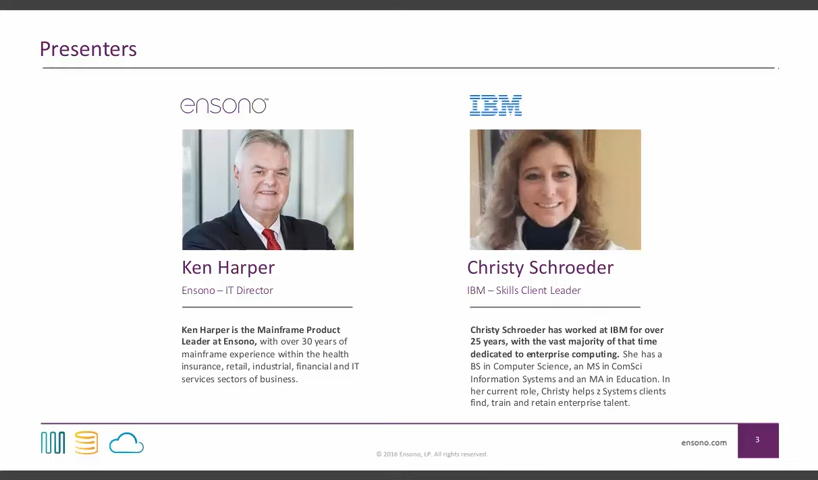 Presenters
ensono
IBM
Ken Harper
Ensono – IT Director
Ken Harper is the Mainframe Product
Leader at Ensono, with over 30 years of
mainframe experience within the health
insurance, retail, industrial, financial and IT
services sectors of business.
Christy Schroeder
IBM – Skills Client Leader
Christy Schroeder has worked at IBM for over
25 years, with the vast majority of that time
dedicated to enterprise computing. She has a
BS in Computer Science, an MS in ComSci
Information Systems and an MA in Education. In
her current role, Christy helps z Systems clients
find, train and retain enterprise talent.
© 2016 Ensono, LP. All rights reserved.
ensono.com
3